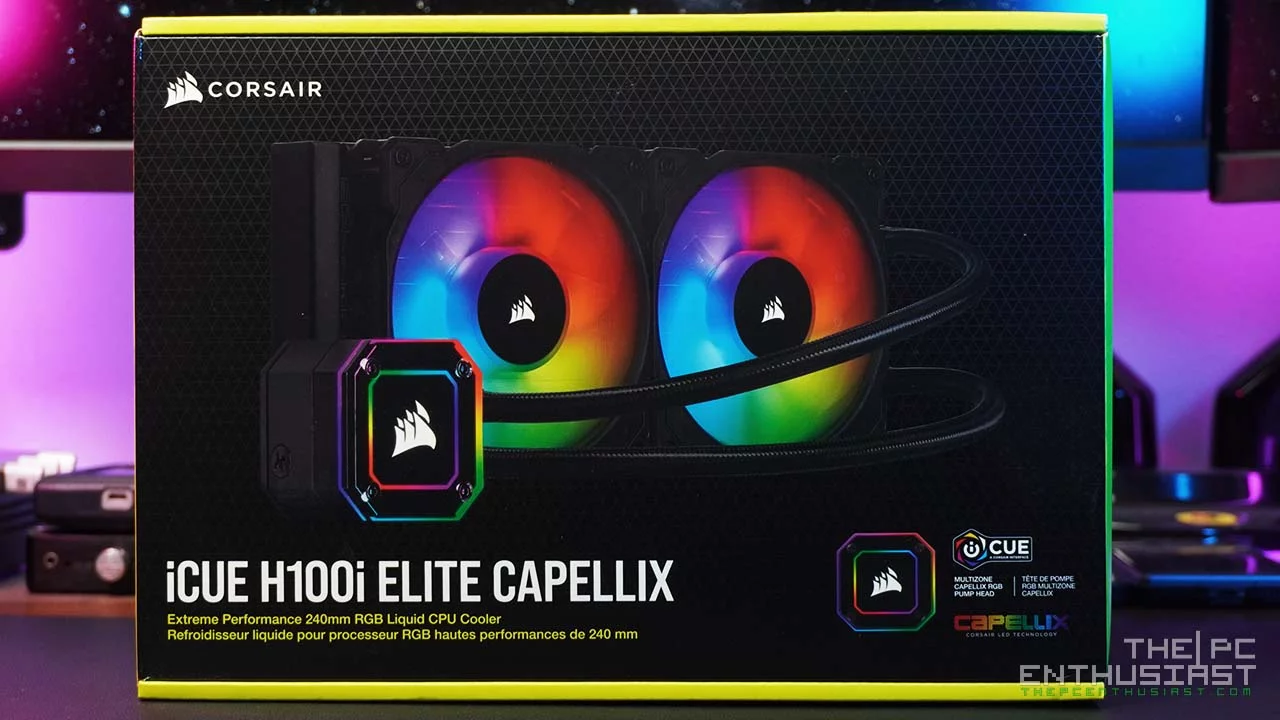 CORSAIR
iCUE H100i ELITE CAPELLIX
Extreme Performance 240mm RGB Liquid CPU Cooler
Refroidisseur liquide pour processeur RGB hautes performances de 240 mm
iCUE
A CORSAIR INTERFACE
MULTIZONE
CAPELLIX RGB
PUMP HEAD
TÊTE DE POMPE
RGB MULTIZONE
CAPELLIX
CAPELLIX
CORSAIR LED TECHNOLOGY
THE PC
ENTHUSIAST
THEPCENTHUSIAST.COM